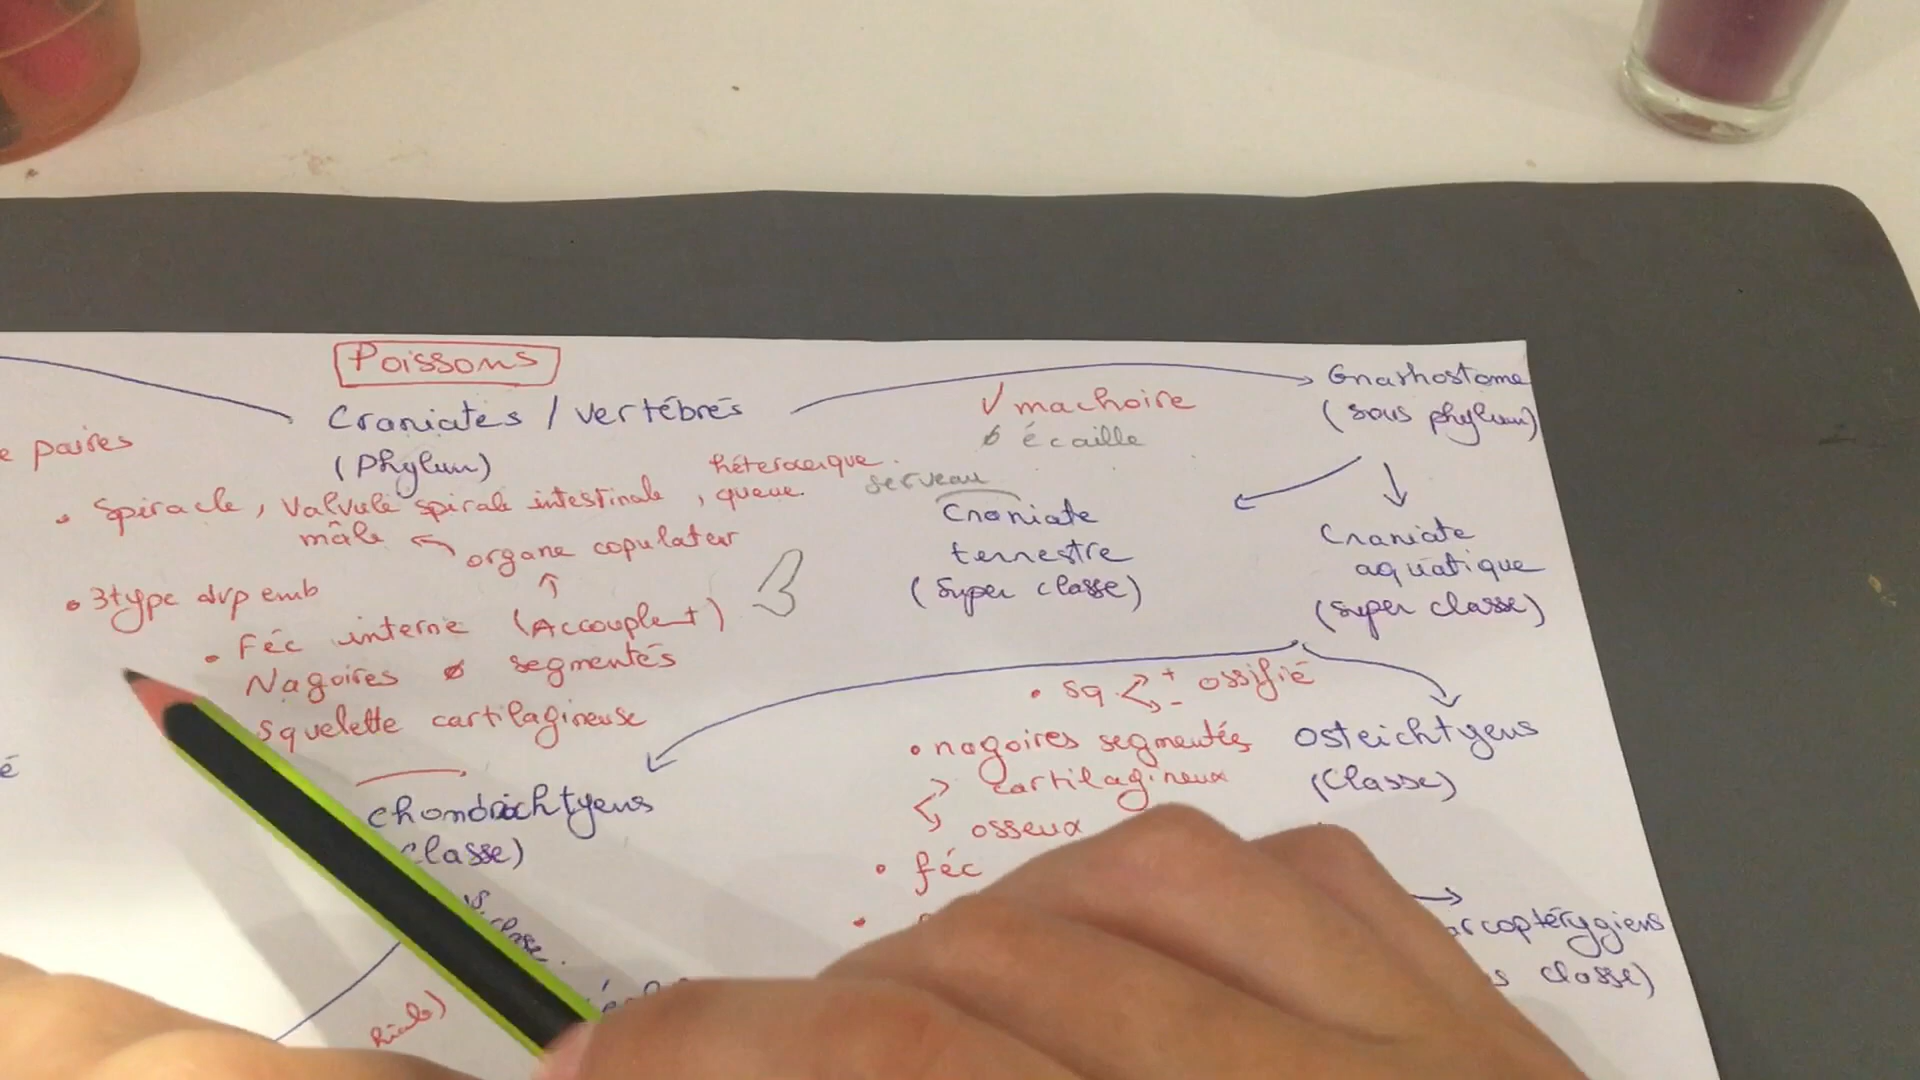 Poissons
Craniates / vertébrés
(phylum)
Gnathostome
(sous phylum)
✓ machoire
ø écaille
e paires
hétérocerque
• Spiracle, Valvule spirale intestinale, queue
serveau
mâle ← organe copulateur
Craniate
terrestre
(super classe)
Craniate
aquatique
(super classe)
• 3type dvp emb
• Féc interne (Accouplet)
Nagoires ø segmentés
squelette cartilagineuse
• sq < + ossifié
-
• nagoires segmentés
cartilagineux
osseux
Osteichtyens
(Classe)
é
chondrichtyens
classe)
• féc
arcoptérygiens
s classe)